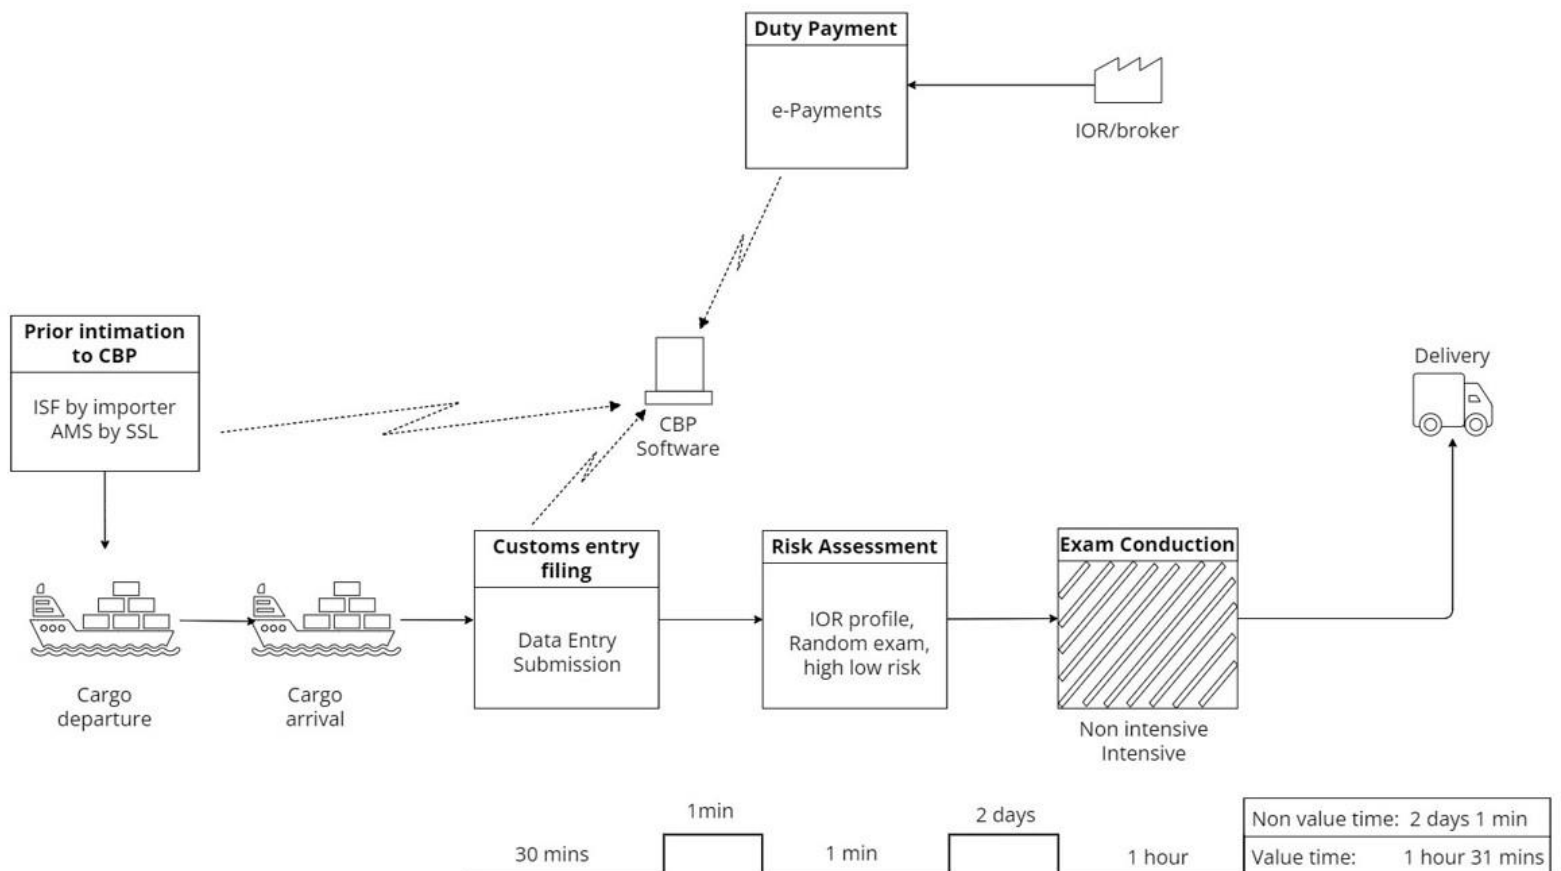 Duty Payment
e-Payments
IOR/broker
Prior intimation
to CBP
ISF by importer
AMS by SSL
CBP
Software
Delivery
Customs entry
filing
Data Entry
Submission
Risk Assessment
IOR profile,
Random exam,
high low risk
Exam Conduction
Non intensive
Intensive
Cargo
departure
Cargo
arrival
1min
2 days
30 mins
1 min
1 hour
Non value time: 2 days 1 min
Value time: 1 hour 31 mins